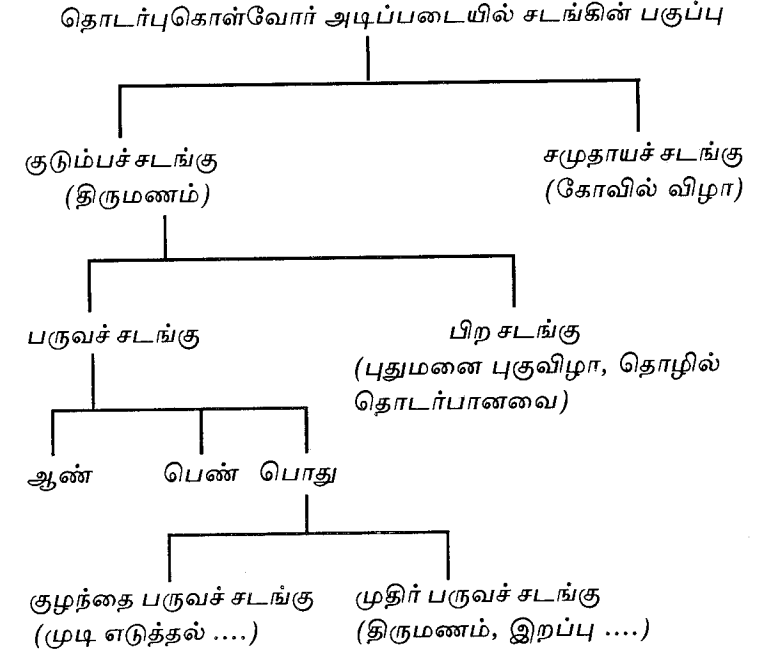 தொடர்புகொள்வோர் அடிப்படையில் சடங்கின் பகுப்பு
குடும்பச்சடங்கு
(திருமணம்)
சமுதாயச் சடங்கு
(கோவில் விழா)
பருவச் சடங்கு
பிற சடங்கு
(புதுமனை புகுவிழா, தொழில்
தொடர்பானவை)
ஆண்
பெண்
பொது
குழந்தை பருவச் சடங்கு
(முடி எடுத்தல் ....)
முதிர் பருவச் சடங்கு
(திருமணம், இறப்பு ....)